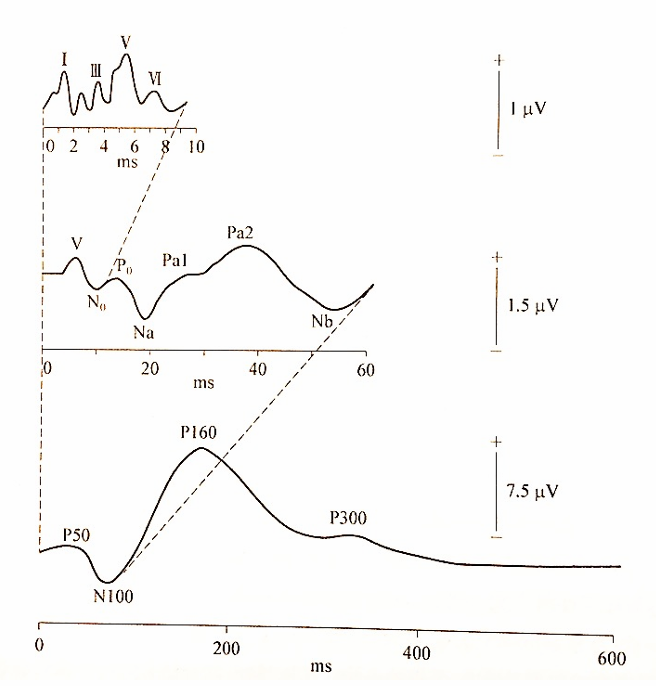 V
I III VI
+
1 µV
−
0 2 4 6 8 10
ms
V Pa1 Pa2
N₀ P₀ Na Nb
+
1.5 µV
−
0 20 40 60
ms
P160
+
7.5 µV
−
P50 P300
N100
0 200 400 600
ms